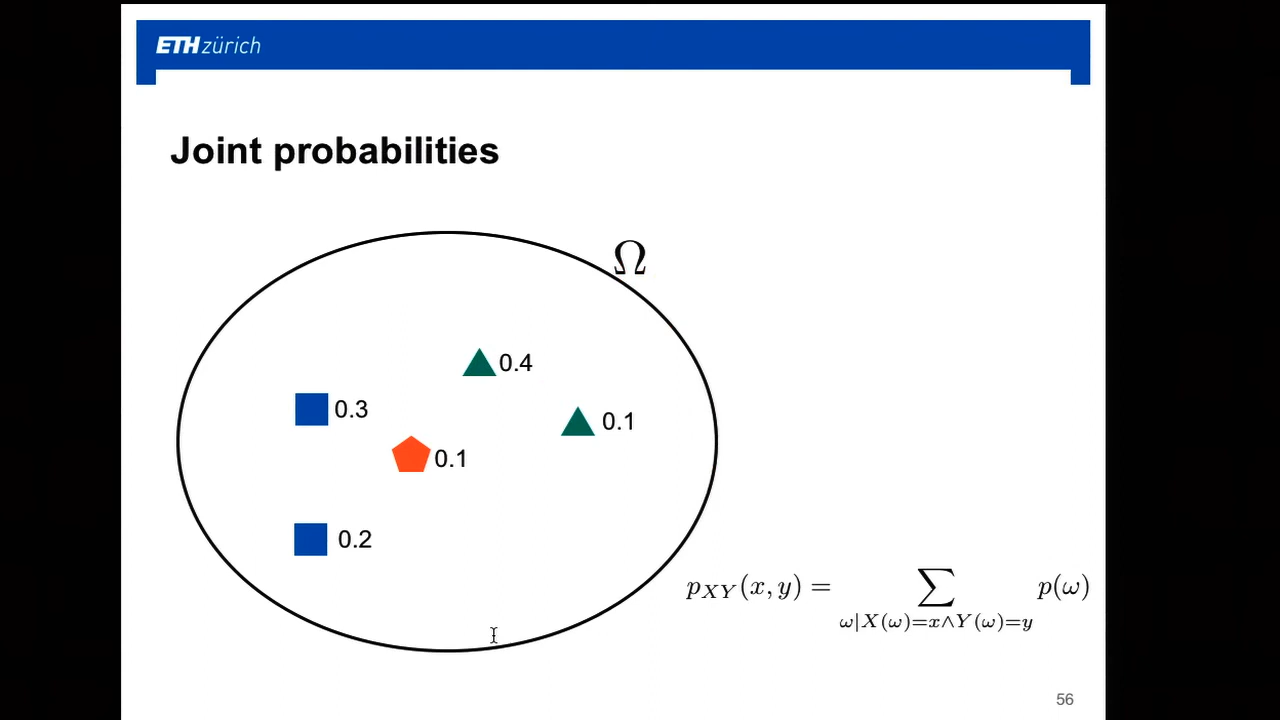 ETH zürich
Joint probabilities
Ω
0.4
0.3
0.1
0.1
0.2
p_{XY}(x, y) = ∑_{ω|X(ω)=x∧Y(ω)=y} p(ω)
56